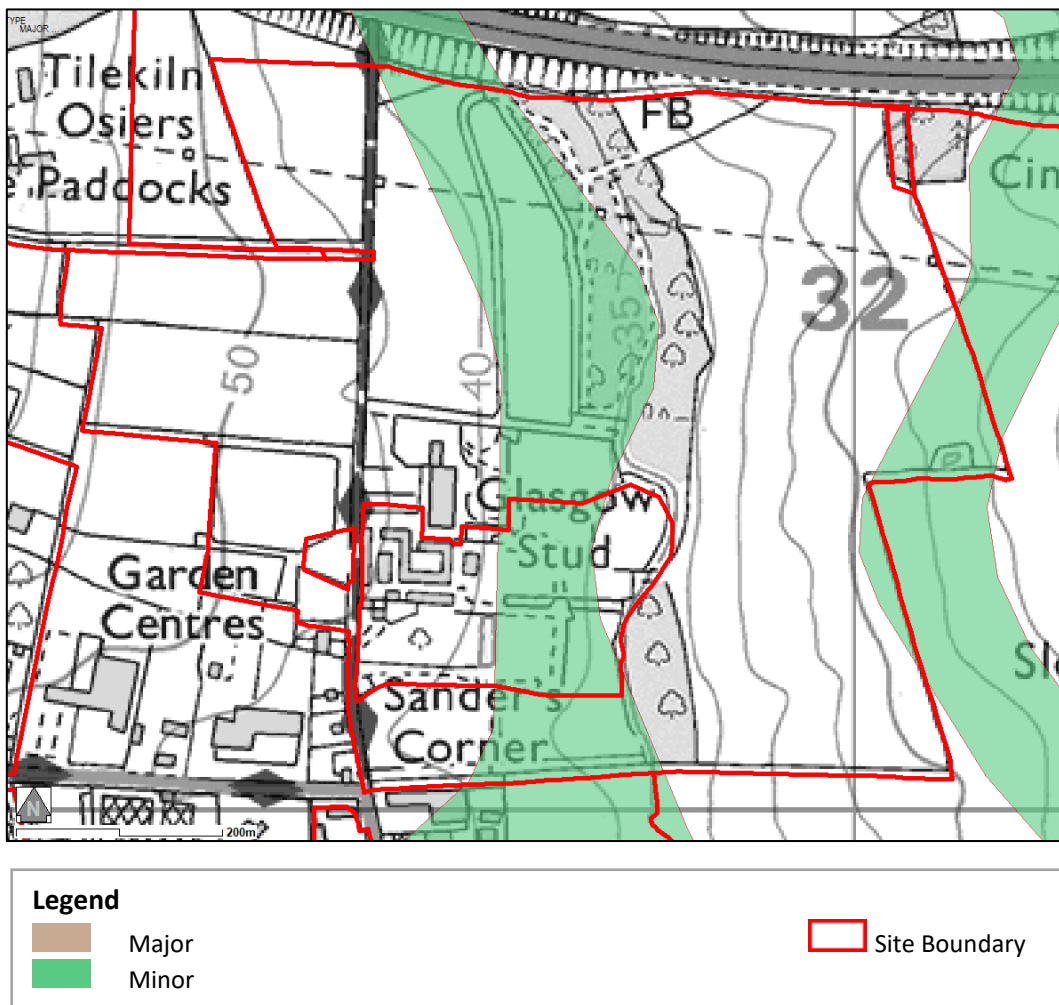 TYPE
MAJOR
Tilekiln
Osiers
Paddocks
e
FB
Cin
32
50
40
35
Glasgow
Stud
Garden
Centres
Sander's
Corner
Sl
N
200m
Legend
Major
Minor
Site Boundary